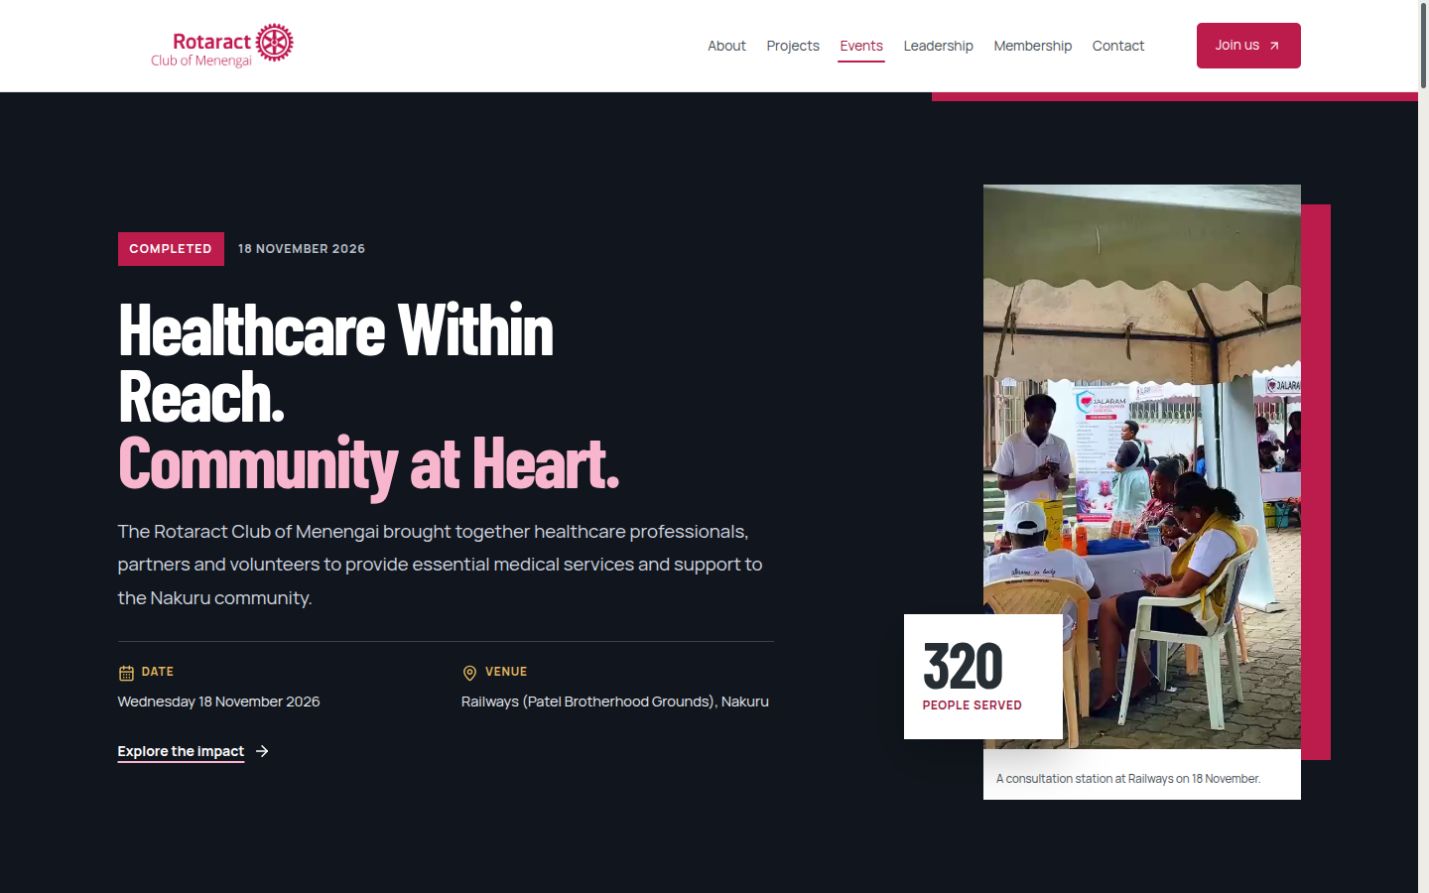 Rotaract
Club of Menengai
About Projects Events Leadership Membership Contact Join us
COMPLETED 18 NOVEMBER 2026
Healthcare Within
Reach.
Community at Heart.
The Rotaract Club of Menengai brought together healthcare professionals,
partners and volunteers to provide essential medical services and support to
the Nakuru community.
DATE
Wednesday 18 November 2026
VENUE
Railways (Patel Brotherhood Grounds), Nakuru
Explore the impact
JALARAM
JALARA
320
PEOPLE SERVED
A consultation station at Railways on 18 November.